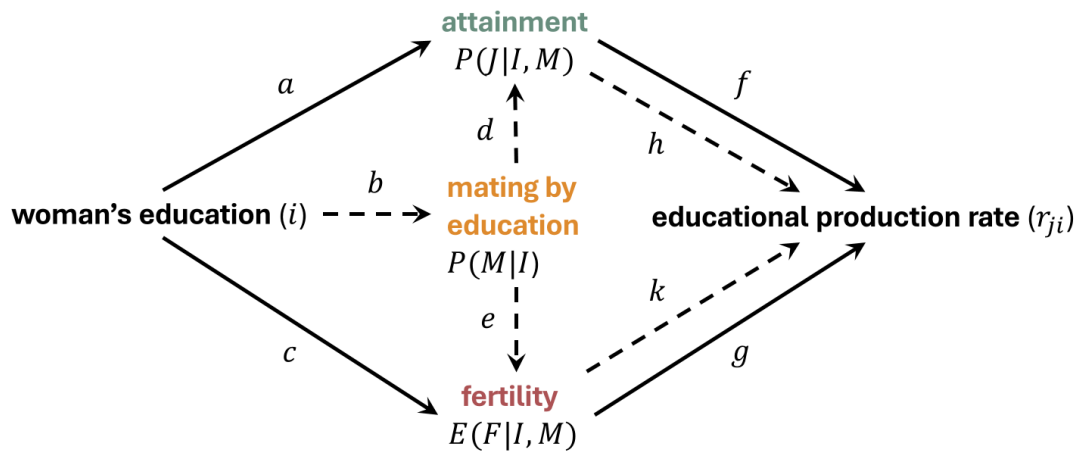 attainment
P(J|I, M)
a
f
d
h
b
mating by
education
woman's education (i)
educational production rate (r_ji)
P(M|I)
k
e
c
g
fertility
E(F|I, M)